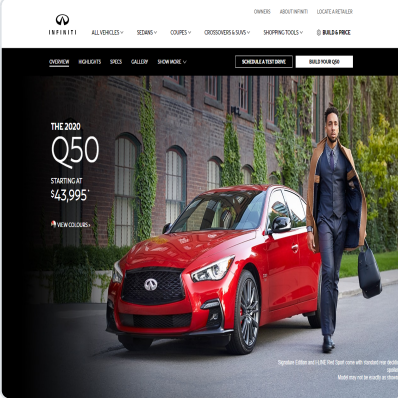 OWNERS ABOUT INFINITI LOCATE A RETAILER
INFINITI
ALL VEHICLES SEDANS COUPES CROSSOVERS & SUVS SHOPPING TOOLS BUILD & PRICE
OVERVIEW HIGHLIGHTS SPECS GALLERY SHOW MORE SCHEDULE A TEST DRIVE BUILD YOUR Q50
THE 2020
Q50
STARTING AT
$43,995*
VIEW COLOURS
Signature Edition and I-LINE Red Sport come with standard rear
Model may not be exactly as shown